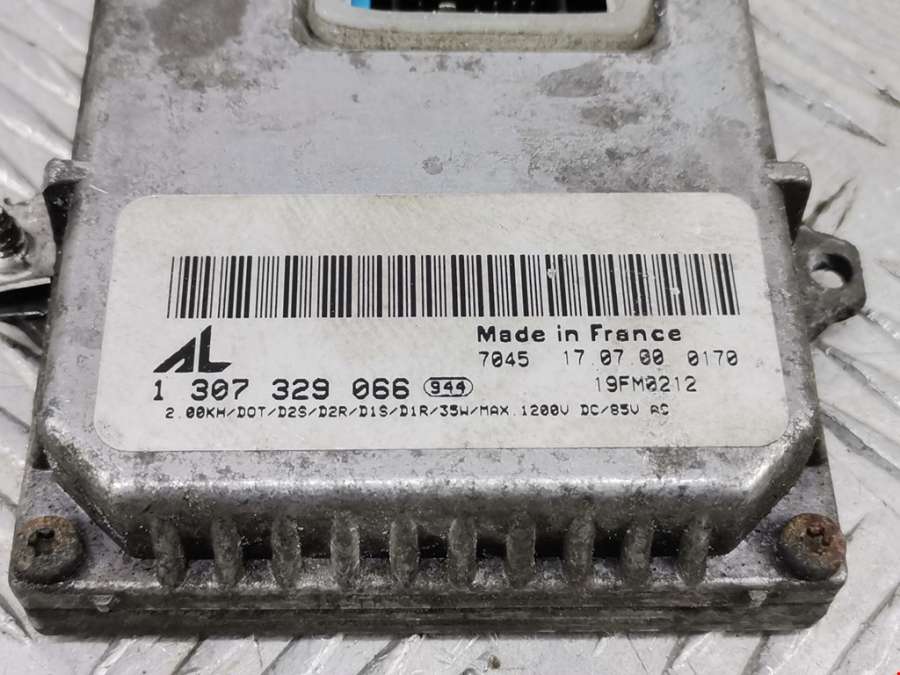 Made in France
AL
7045 17.07.00 0170
1 307 329 066 944
19FM0212
2.00KH/DOT/D2S/D2R/D1S/D1R/35W/MAX.1200V DC/85V AC